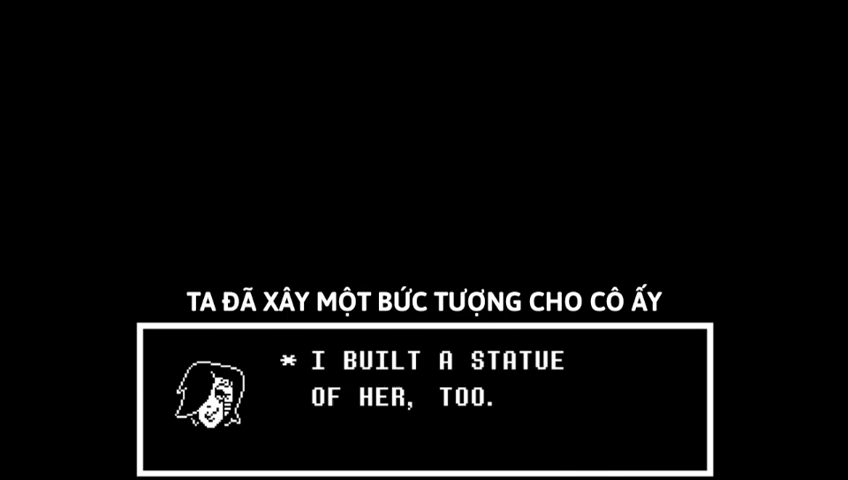 TA ĐÃ XÂY MỘT BỨC TƯỢNG CHO CÔ ẤY
* I BUILT A STATUE
OF HER, TOO.